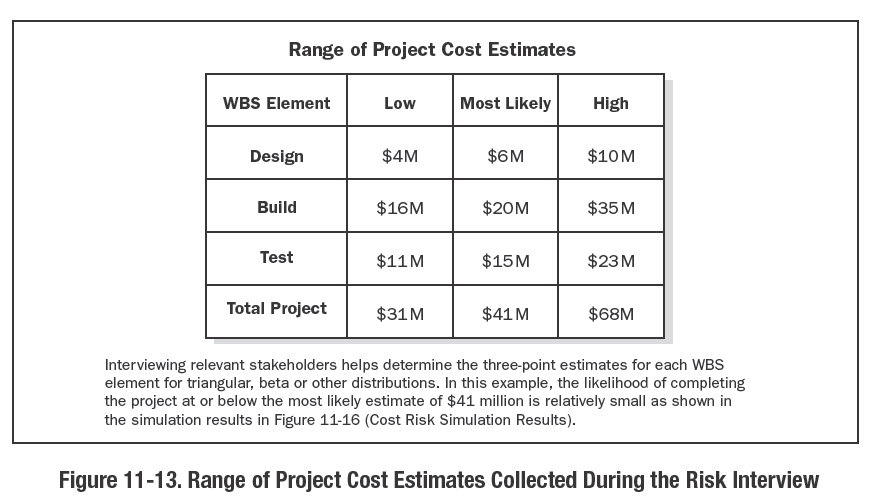 Range of Project Cost Estimates
WBS Element Low Most Likely High
Design $4M $6M $10M
Build $16M $20M $35M
Test $11M $15M $23M
Total Project $31M $41M $68M
Interviewing relevant stakeholders helps determine the three-point estimates for each WBS
element for triangular, beta or other distributions. In this example, the likelihood of completing
the project at or below the most likely estimate of $41 million is relatively small as shown in
the simulation results in Figure 11-16 (Cost Risk Simulation Results).
Figure 11-13. Range of Project Cost Estimates Collected During the Risk Interview